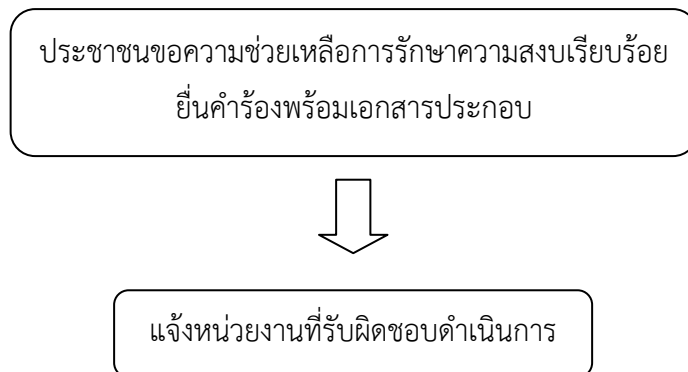 ประชาชนขอความช่วยเหลือการรักษาความสงบเรียบร้อย
ยื่นคำร้องพร้อมเอกสารประกอบ
แจ้งหน่วยงานที่รับผิดชอบดำเนินการ